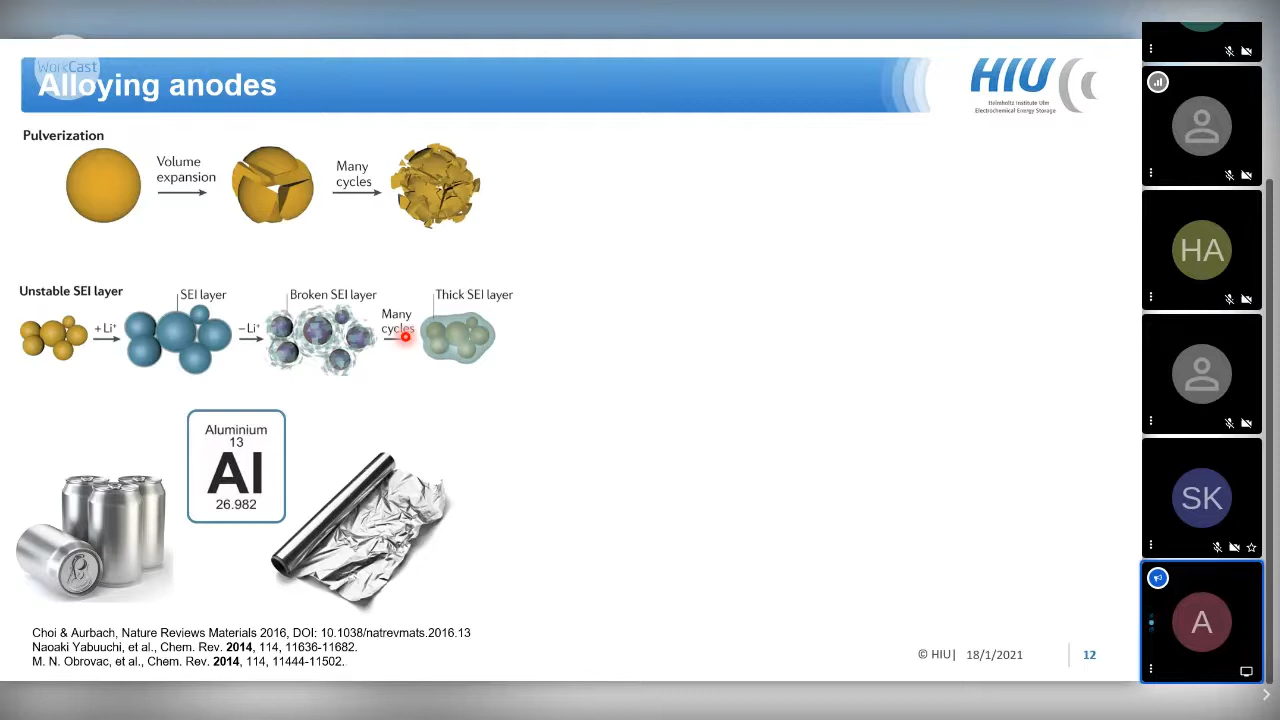 WorkCast
Alloying anodes
HIU
Helmholtz Institute Ulm
Electrochemical Energy Storage
Pulverization
Volume
expansion
Many
cycles
Unstable SEI layer
SEI layer
Broken SEI layer
Thick SEI layer
+ Li⁺
– Li⁺
Many
cycles
Aluminium
13
Al
26.982
Choi & Aurbach, Nature Reviews Materials 2016, DOI: 10.1038/natrevmats.2016.13
Naoaki Yabuuchi, et al., Chem. Rev. 2014, 114, 11636-11682.
M. N. Obrovac, et al., Chem. Rev. 2014, 114, 11444-11502.
© HIU| 18/1/2021
12
HA
SK
A